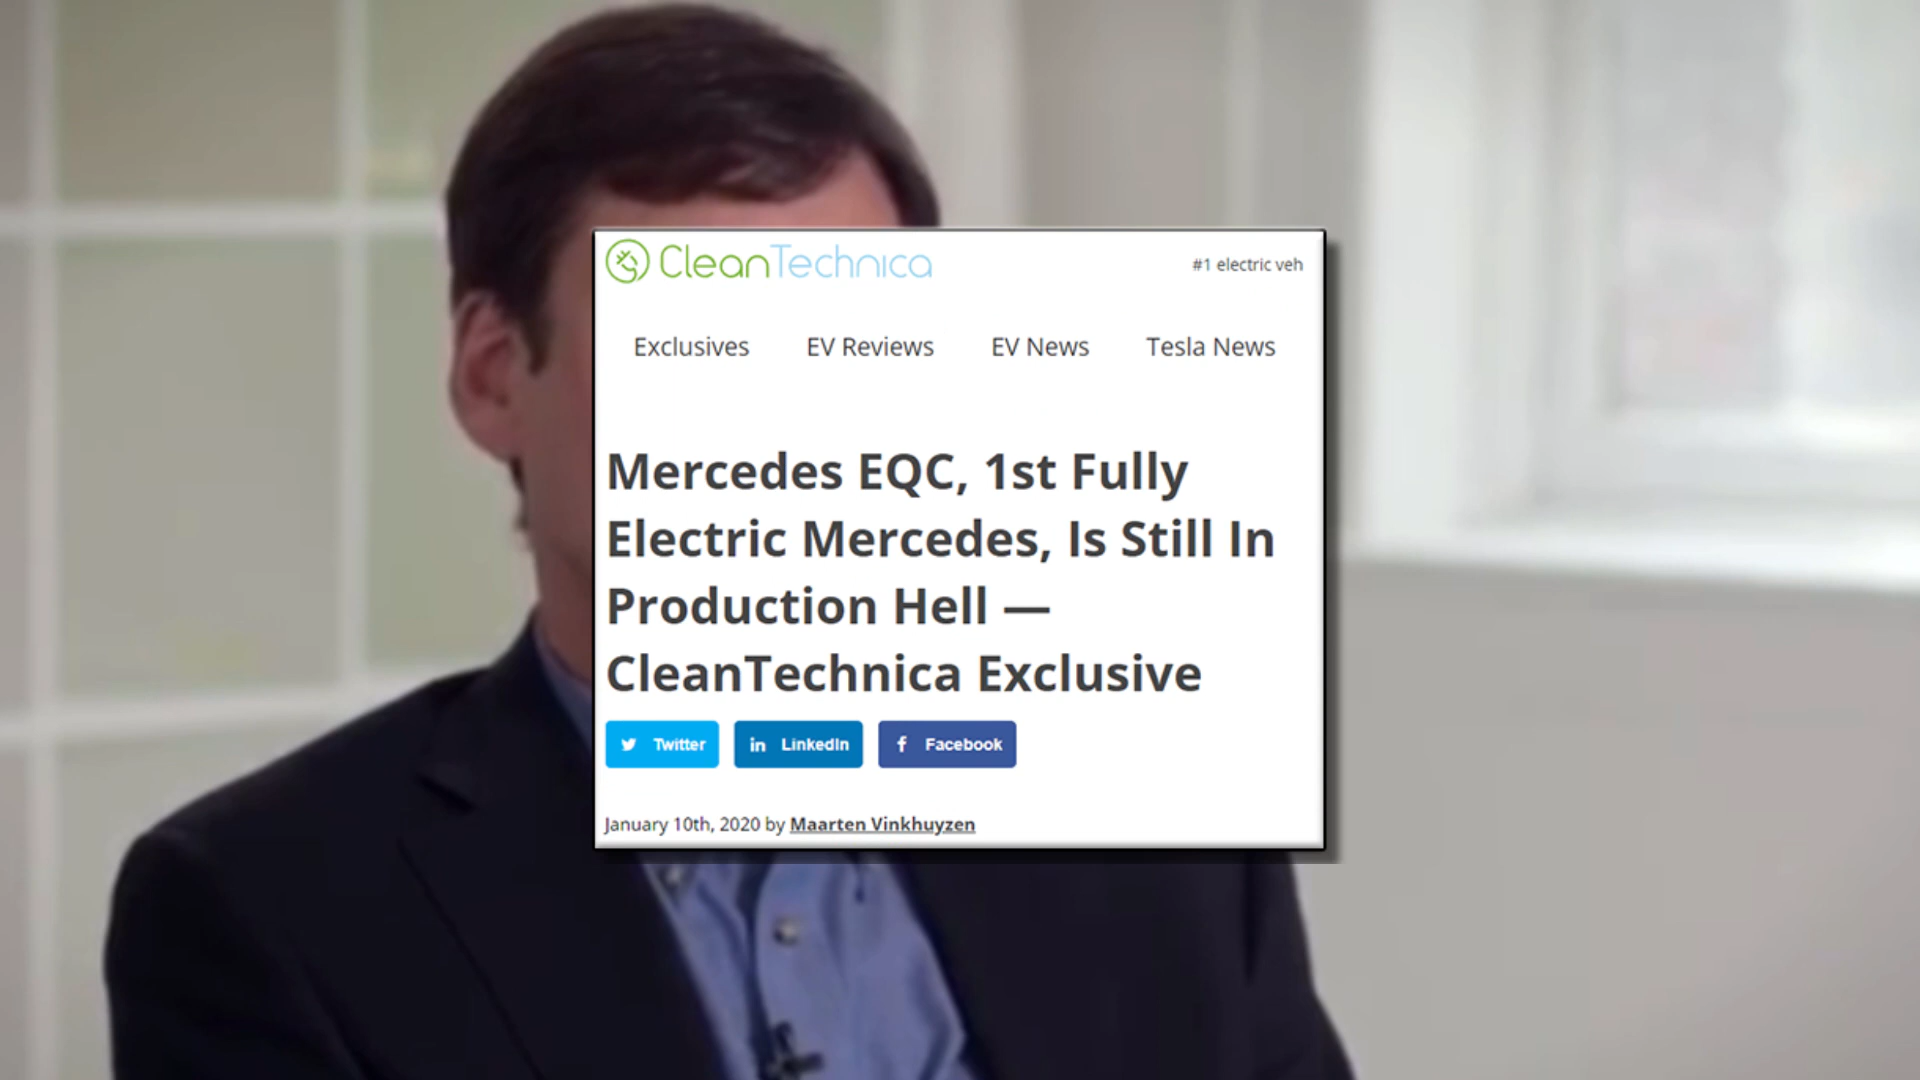 CleanTechnica
#1 electric veh
Exclusives EV Reviews EV News Tesla News
Mercedes EQC, 1st Fully
Electric Mercedes, Is Still In
Production Hell —
CleanTechnica Exclusive
Twitter LinkedIn Facebook
January 10th, 2020 by Maarten Vinkhuyzen